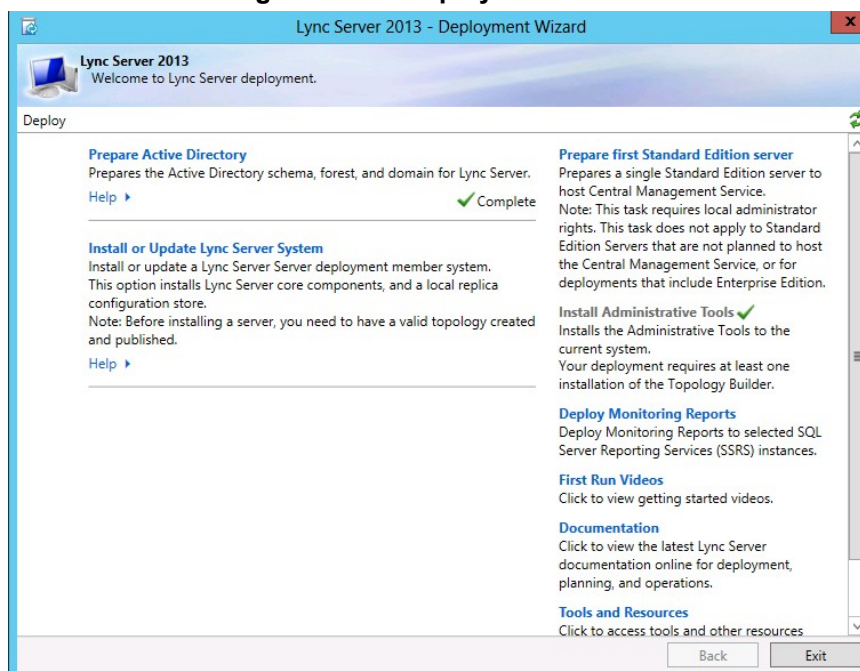 Lync Server 2013 - Deployment Wizard
x
Lync Server 2013
Welcome to Lync Server deployment.
Deploy
Prepare Active Directory
Prepares the Active Directory schema, forest, and domain for Lync Server.
Help
Complete
Install or Update Lync Server System
Install or update a Lync Server Server deployment member system.
This option installs Lync Server core components, and a local replica
configuration store.
Note: Before installing a server, you need to have a valid topology created
and published.
Help
Prepare first Standard Edition server
Prepares a single Standard Edition server to
host Central Management Service.
Note: This task requires local administrator
rights. This task does not apply to Standard
Edition Servers that are not planned to host
the Central Management Service, or for
deployments that include Enterprise Edition.
Install Administrative Tools
Installs the Administrative Tools to the
current system.
Your deployment requires at least one
installation of the Topology Builder.
Deploy Monitoring Reports
Deploy Monitoring Reports to selected SQL
Server Reporting Services (SSRS) instances.
First Run Videos
Click to view getting started videos.
Documentation
Click to view the latest Lync Server
documentation online for deployment,
planning, and operations.
Tools and Resources
Click to access tools and other resources
Back
Exit